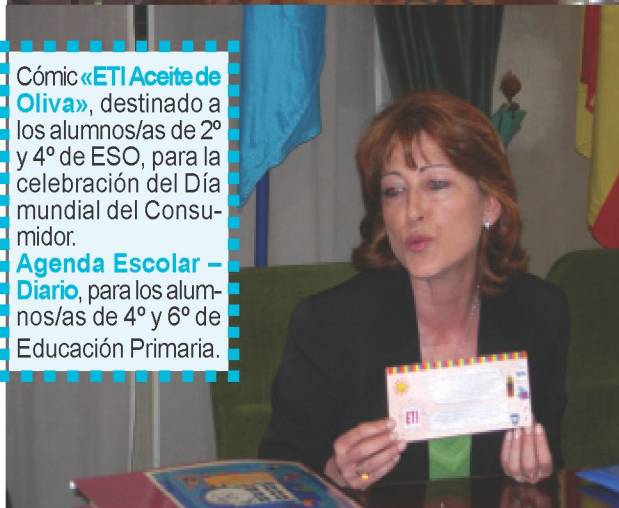 Cómic «ETI Aceite de
Oliva», destinado a
los alumnos/as de 2º
y 4º de ESO, para la
celebración del Día
mundial del Consu-
midor.
Agenda Escolar –
Diario, para los alum-
nos/as de 4º y 6º de
Educación Primaria.
ETI